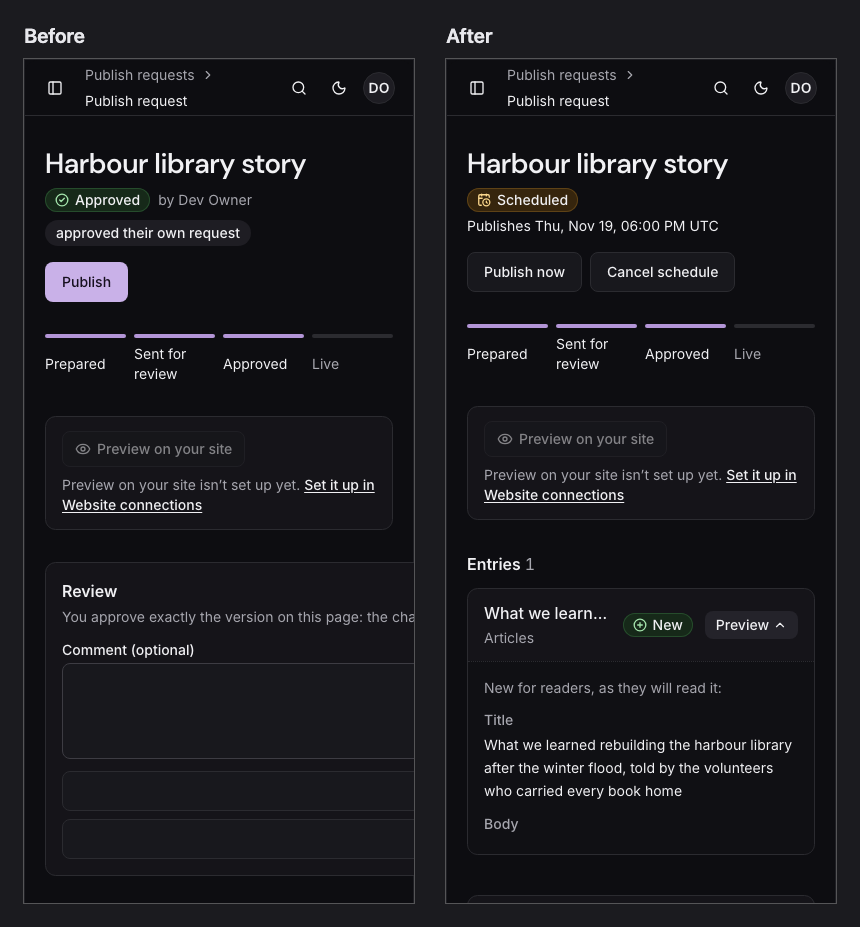 Before
Publish requests
Publish request
DO
Harbour library story
Approved by Dev Owner
approved their own request
Publish
Prepared
Sent for
review
Approved
Live
Preview on your site
Preview on your site isn’t set up yet. Set it up in
Website connections
Review
You approve exactly the version on this page: the cha
Comment (optional)
After
Publish requests
Publish request
DO
Harbour library story
Scheduled
Publishes Thu, Nov 19, 06:00 PM UTC
Publish now
Cancel schedule
Prepared
Sent for
review
Approved
Live
Preview on your site
Preview on your site isn’t set up yet. Set it up in
Website connections
Entries 1
What we learn...
Articles
New
Preview
New for readers, as they will read it:
Title
What we learned rebuilding the harbour library
after the winter flood, told by the volunteers
who carried every book home
Body